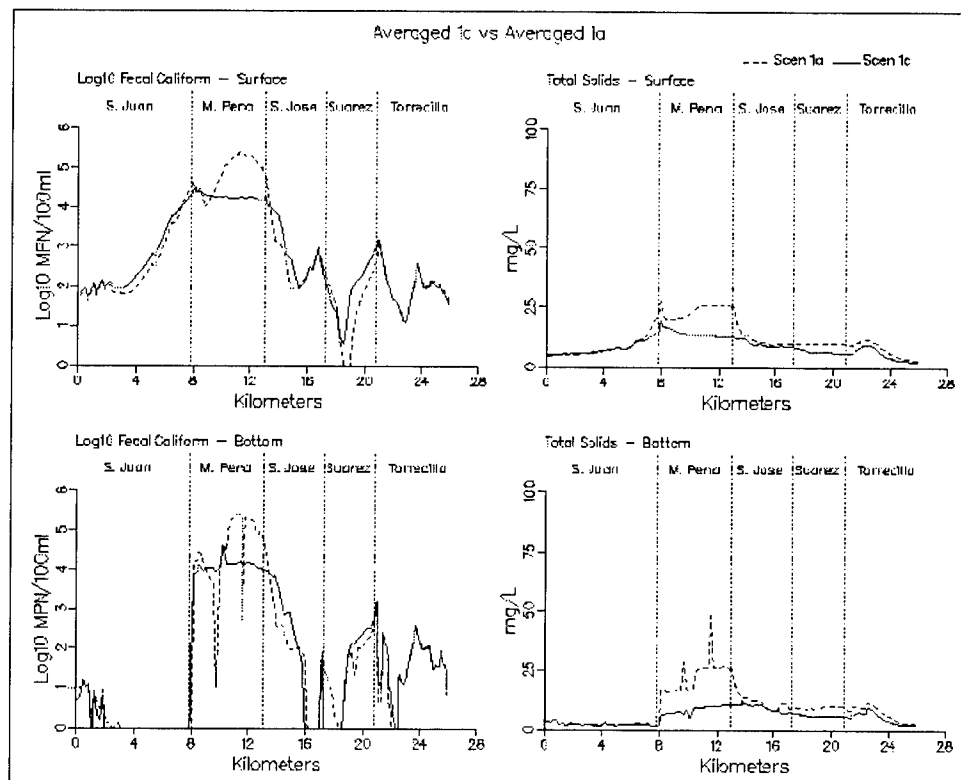 Averaged 1c vs Averaged 1a
Scen 1a
Scen 1c
Log10 Fecal Caliform – Surface
S. Juan
M. Pena
S. Jose
Suarez
Torrecilla
6
5
4
3
2
1
0
Log10 MFN/100ml
0 4 8 12 16 20 24 28
Kilometers
Total Solids – Surface
S. Juan
M. Pena
S. Jose
Suarez
Torrecilla
100
75
50
25
0
mg/L
0 4 8 12 16 20 24 28
Kilometers
Log10 Fecal Caliform – Bottom
S. Juan
M. Pena
S. Jose
Suarez
Torrecilla
6
5
4
3
2
1
0
Log10 MPN/100ml
0 4 8 12 16 20 24 28
Kilometers
Total Solids – Bottom
S. Juan
M. Pena
S. Jose
Suarez
Torrecilla
100
75
50
25
0
mg/L
0 4 8 12 16 20 24 28
Kilometers